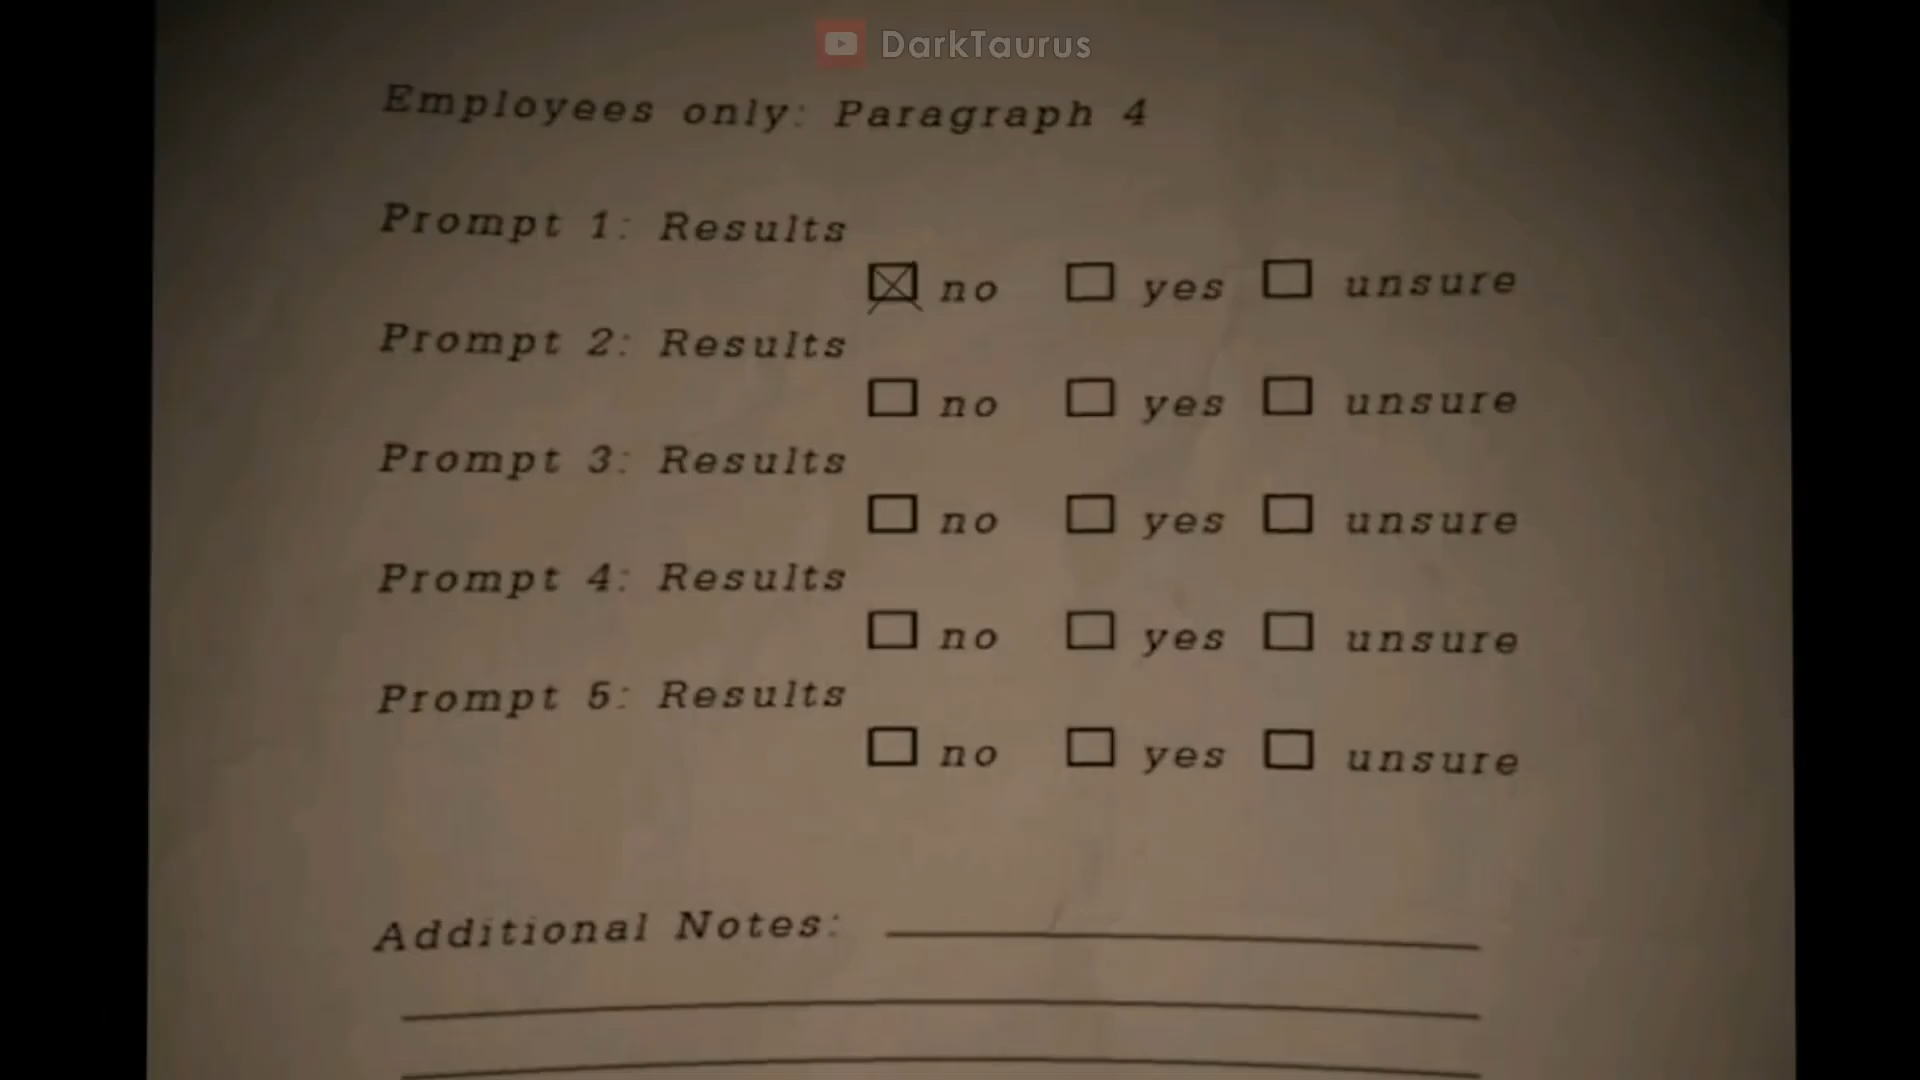 DarkTaurus
Employees only: Paragraph 4
Prompt 1: Results
no yes unsure
Prompt 2: Results
no yes unsure
Prompt 3: Results
no yes unsure
Prompt 4: Results
no yes unsure
Prompt 5: Results
no yes unsure
Additional Notes: